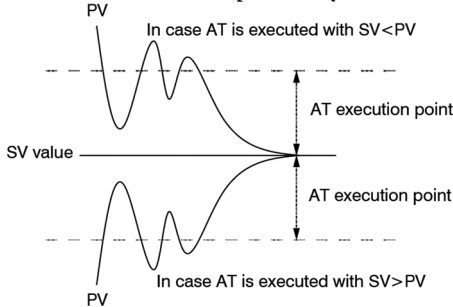 PV
In case AT is executed with SV<PV
AT execution point
SV value
AT execution point
In case AT is executed with SV>PV
PV